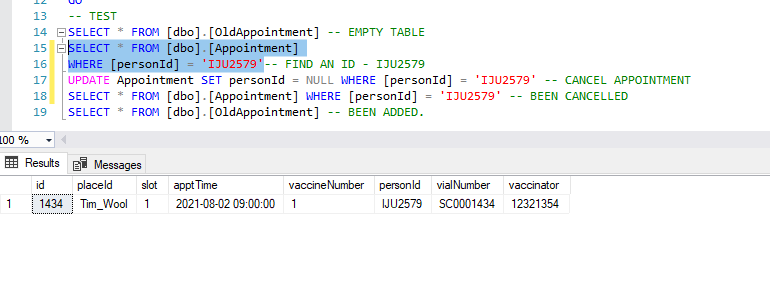 12
GO
13
-- TEST
14
SELECT * FROM [dbo].[OldAppointment] -- EMPTY TABLE
15
SELECT * FROM [dbo].[Appointment]
16
WHERE [personId] = 'IJU2579'-- FIND AN ID - IJU2579
17
UPDATE Appointment SET personId = NULL WHERE [personId] = 'IJU2579' -- CANCEL APPOINTMENT
18
SELECT * FROM [dbo].[Appointment] WHERE [personId] = 'IJU2579' -- BEEN CANCELLED
19
SELECT * FROM [dbo].[OldAppointment] -- BEEN ADDED.
100 %
Results Messages
id placeId slot apptTime vaccineNumber personId vialNumber vaccinator
1 1434 Tim_Wool 1 2021-08-02 09:00:00 1 IJU2579 SC0001434 12321354